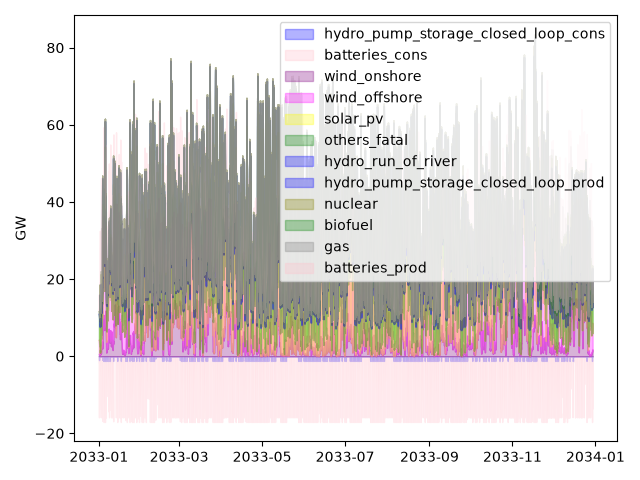 hydro_pump_storage_closed_loop_cons
batteries_cons
wind_onshore
wind_offshore
solar_pv
others_fatal
hydro_run_of_river
hydro_pump_storage_closed_loop_prod
nuclear
biofuel
gas
batteries_prod
GW
80
60
40
20
0
−20
2033-01 2033-03 2033-05 2033-07 2033-09 2033-11 2034-01